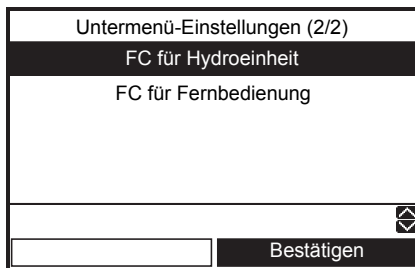 Untermenü-Einstellungen (2/2)
FC für Hydroeinheit
FC für Fernbedienung
Bestätigen